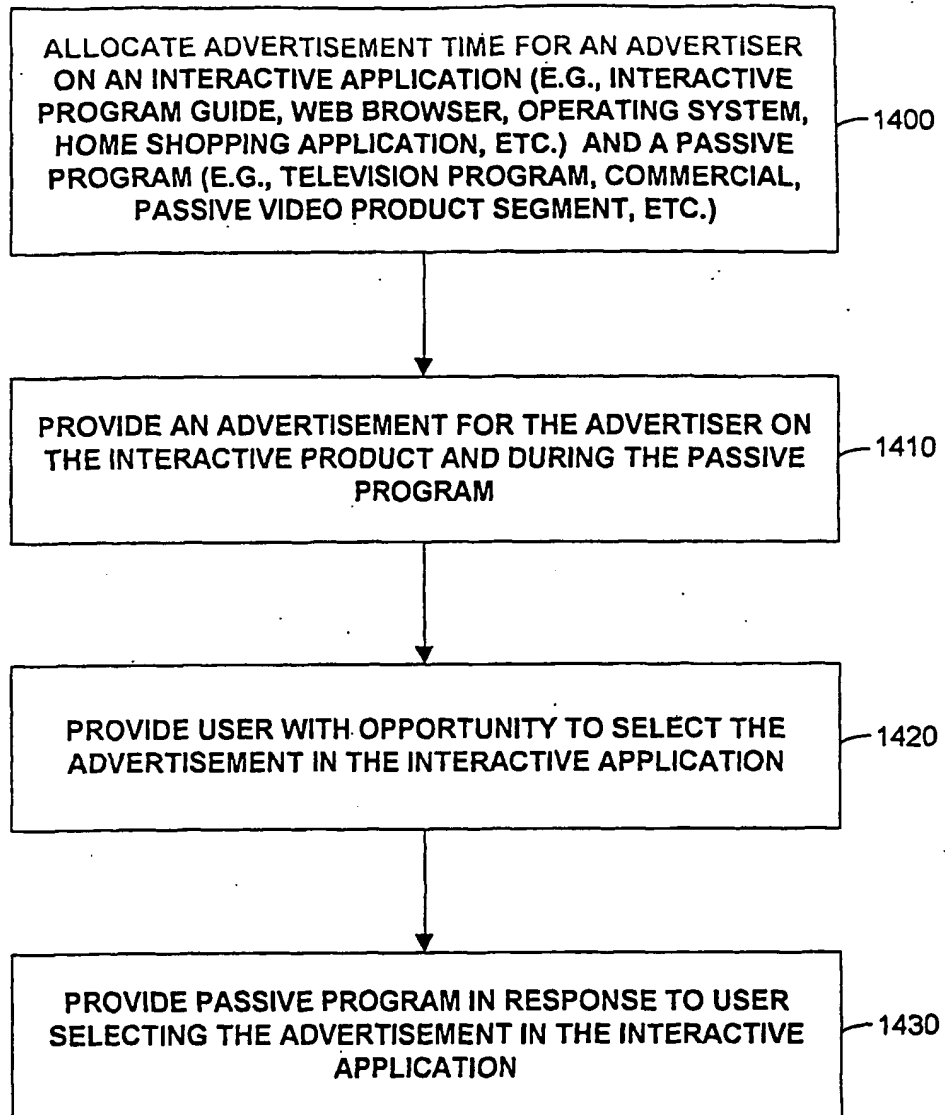 ALLOCATE ADVERTISEMENT TIME FOR AN ADVERTISER
ON AN INTERACTIVE APPLICATION (E.G., INTERACTIVE
PROGRAM GUIDE, WEB BROWSER, OPERATING SYSTEM,
HOME SHOPPING APPLICATION, ETC.) AND A PASSIVE
PROGRAM (E.G., TELEVISION PROGRAM, COMMERCIAL,
PASSIVE VIDEO PRODUCT SEGMENT, ETC.)
1400
PROVIDE AN ADVERTISEMENT FOR THE ADVERTISER ON
THE INTERACTIVE PRODUCT AND DURING THE PASSIVE
PROGRAM
1410
PROVIDE USER WITH OPPORTUNITY TO SELECT THE
ADVERTISEMENT IN THE INTERACTIVE APPLICATION
1420
PROVIDE PASSIVE PROGRAM IN RESPONSE TO USER
SELECTING THE ADVERTISEMENT IN THE INTERACTIVE
APPLICATION
1430